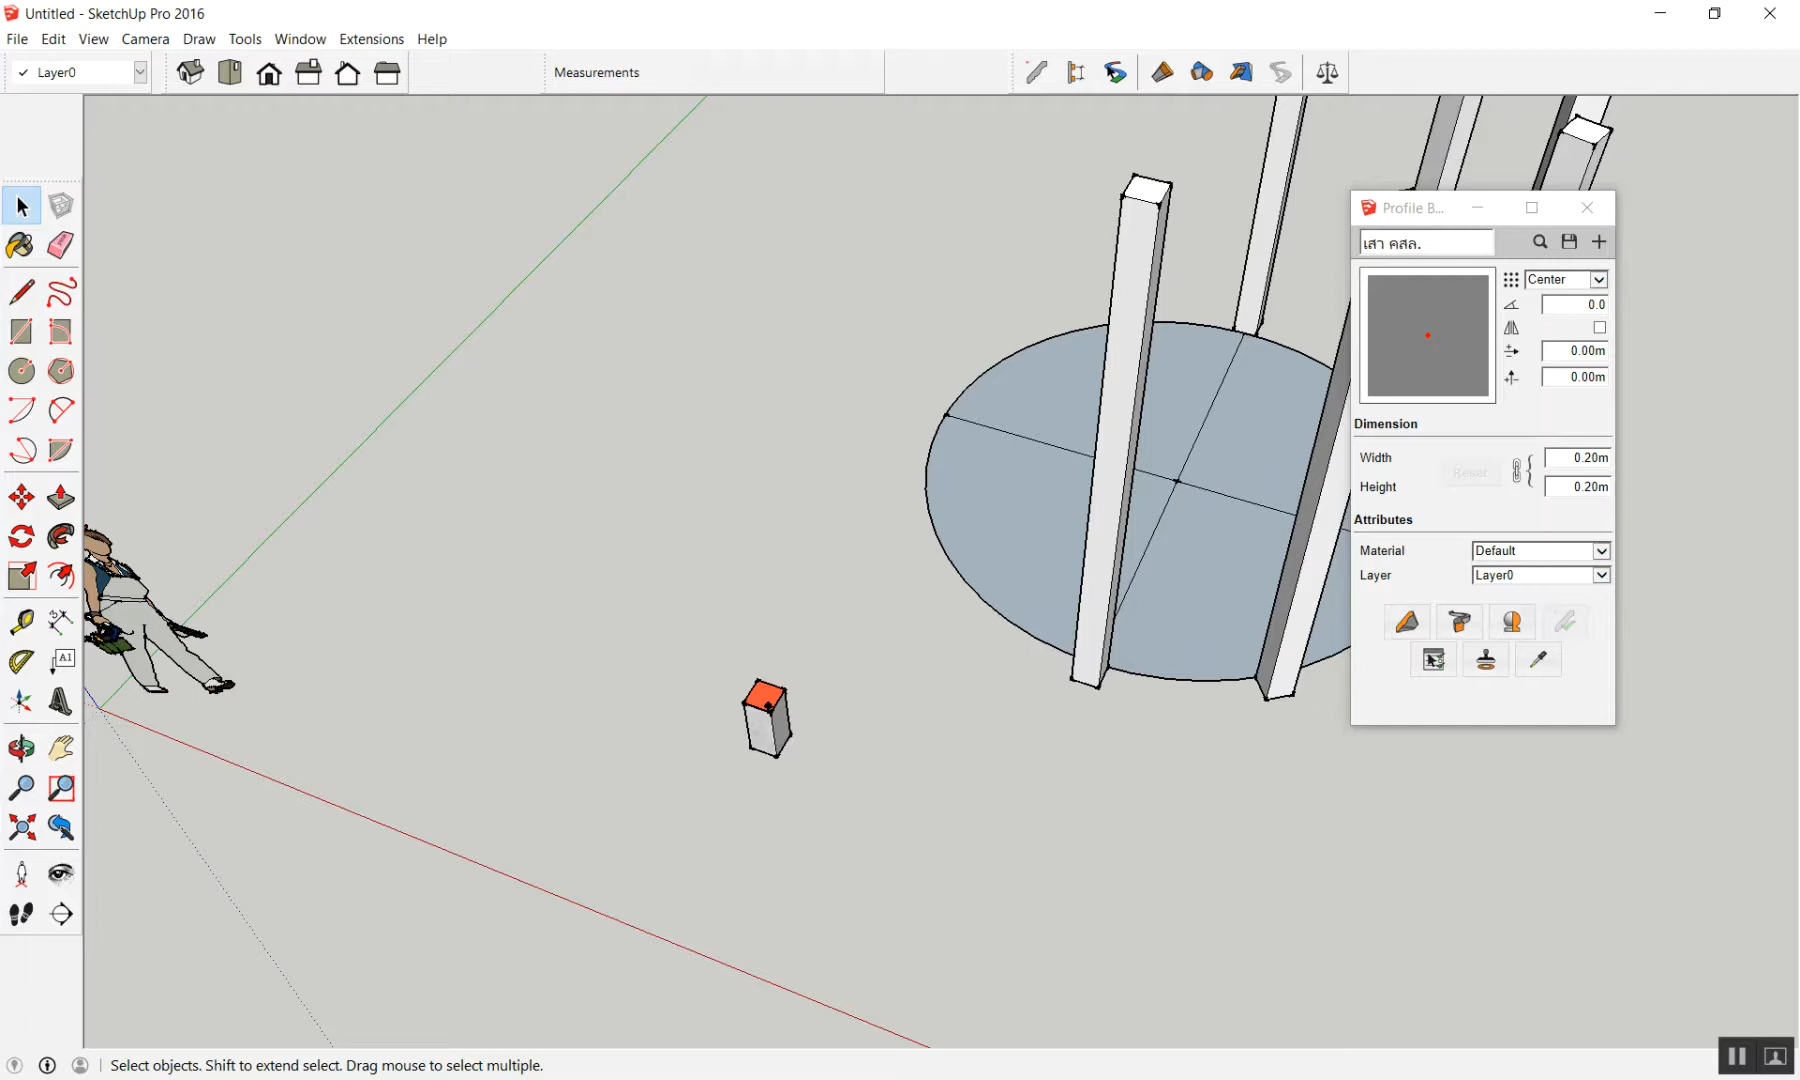 Untitled - SketchUp Pro 2016
File Edit View Camera Draw Tools Window Extensions Help
Layer0
Measurements
Profile B...
เสา คสล.
Center
0.0
0.00m
0.00m
Dimension
Width 0.20m
Reset
Height 0.20m
Attributes
Material Default
Layer Layer0
A1
Select objects. Shift to extend select. Drag mouse to select multiple.